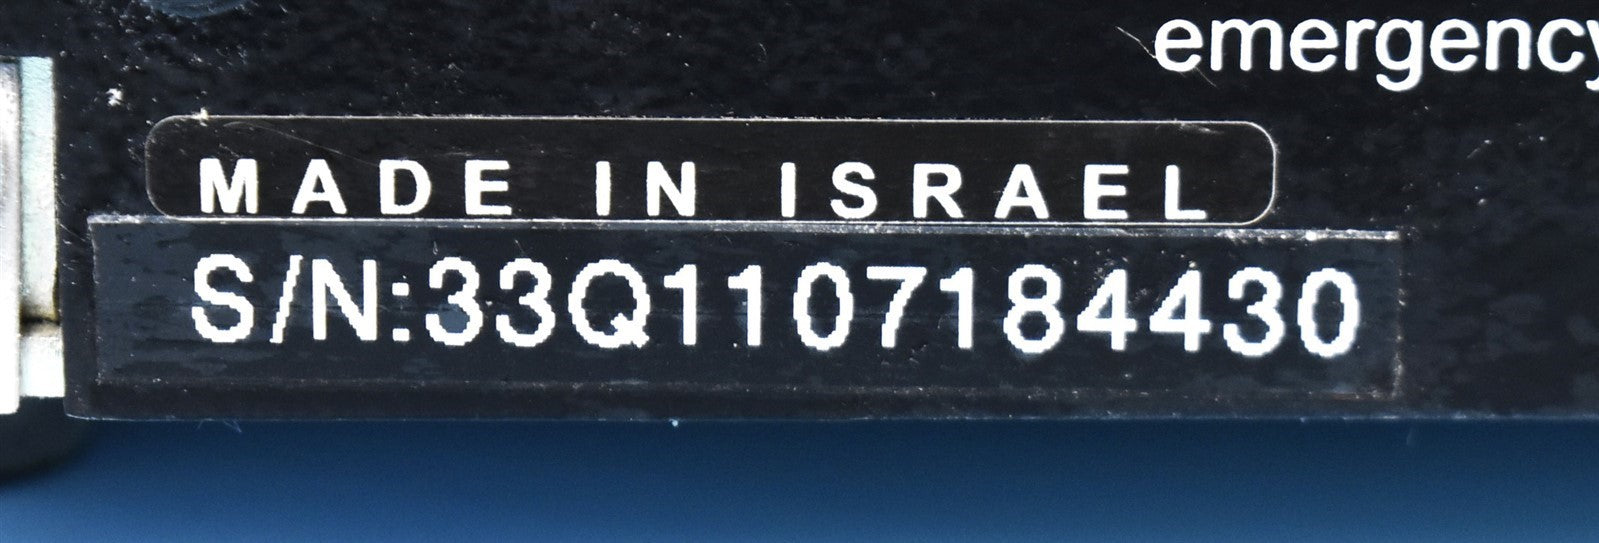 emergency
MADE IN ISRAEL
S/N:33Q1107184430